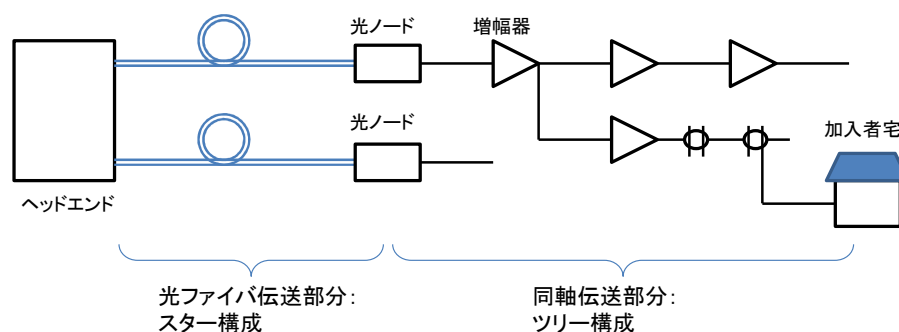 光ノード
増幅器
光ノード
加入者宅
ヘッドエンド
光ファイバ伝送部分：
スター構成
同軸伝送部分：
ツリー構成